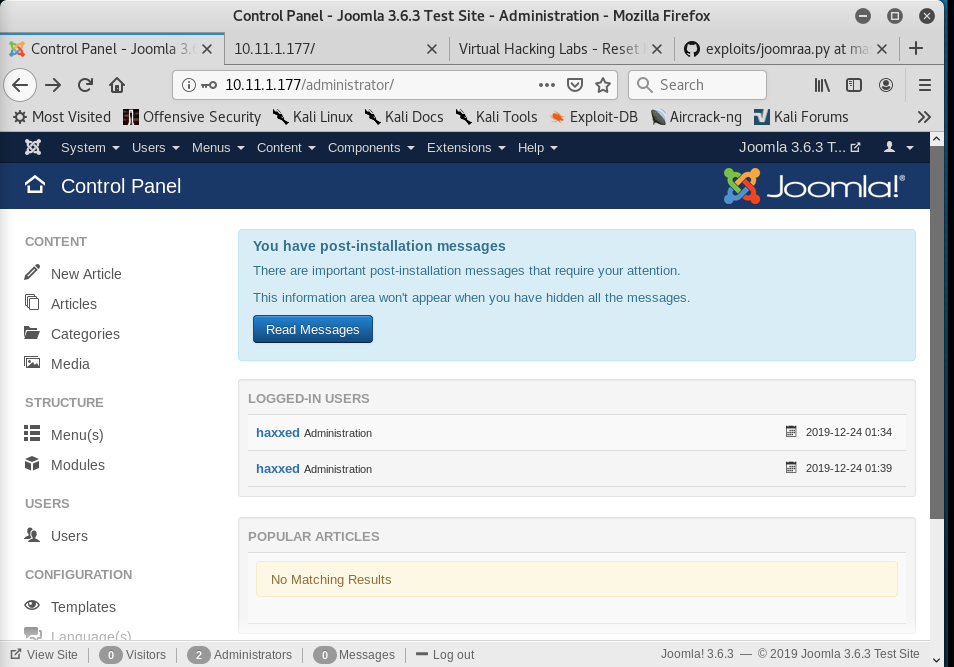 Control Panel - Joomla 3.6.3 Test Site - Administration - Mozilla Firefox
Control Panel - Joomla 3. 10.11.1.177/ Virtual Hacking Labs - Reset exploits/joomraa.py at ma
10.11.1.177/administrator/ Search
Most Visited Offensive Security Kali Linux Kali Docs Kali Tools Exploit-DB Aircrack-ng Kali Forums
System Users Menus Content Components Extensions Help Joomla 3.6.3 T...
Control Panel Joomla!®
CONTENT
New Article
Articles
Categories
Media
STRUCTURE
Menu(s)
Modules
USERS
Users
CONFIGURATION
Templates
Language(s)
You have post-installation messages
There are important post-installation messages that require your attention.
This information area won't appear when you have hidden all the messages.
Read Messages
LOGGED-IN USERS
haxxed Administration 2019-12-24 01:34
haxxed Administration 2019-12-24 01:39
POPULAR ARTICLES
No Matching Results
View Site 0 Visitors 2 Administrators 0 Messages Log out Joomla! 3.6.3 — © 2019 Joomla 3.6.3 Test Site